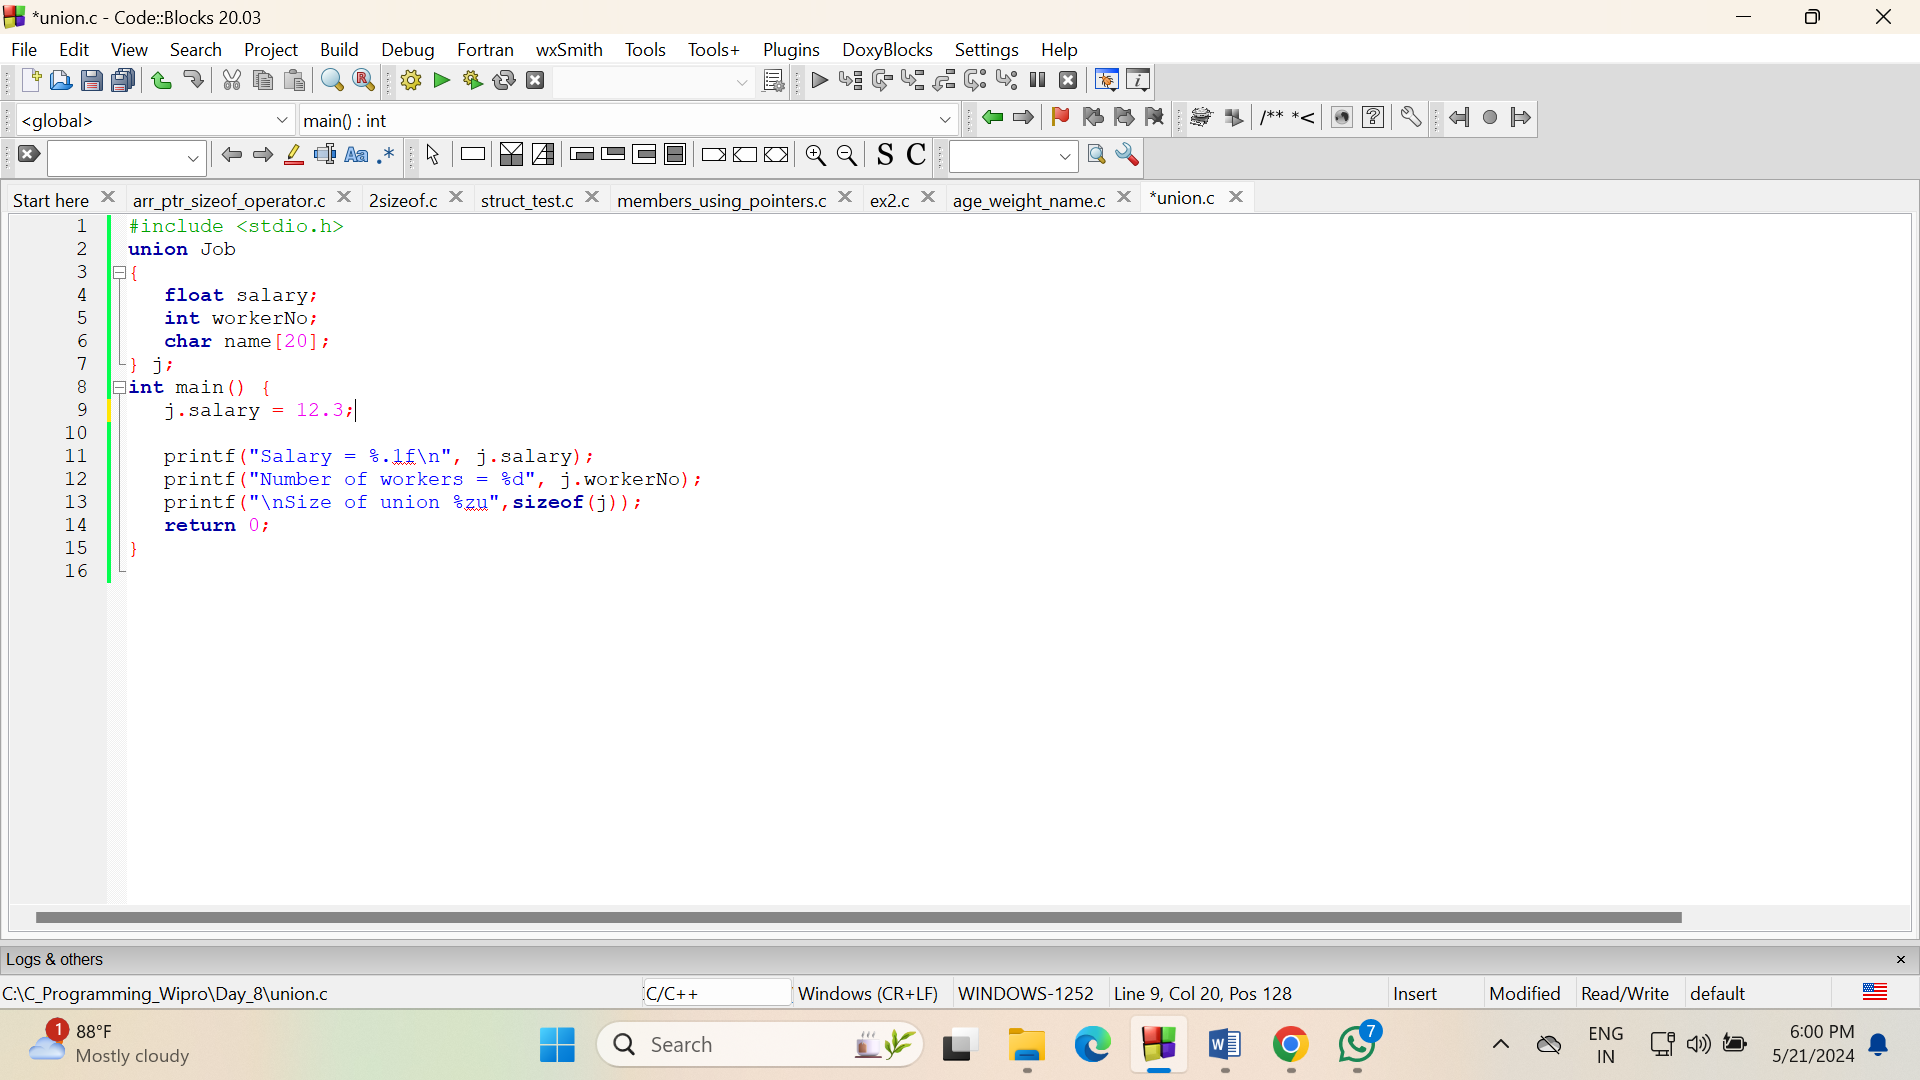 *union.c - Code::Blocks 20.03
File Edit View Search Project Build Debug Fortran wxSmith Tools Tools+ Plugins DoxyBlocks Settings Help
<global> main() : int /** *<
Aa .* S C
Start here arr_ptr_sizeof_operator.c 2sizeof.c struct_test.c members_using_pointers.c ex2.c age_weight_name.c *union.c
1 #include <stdio.h>
2 union Job
3 {
4 float salary;
5 int workerNo;
6 char name[20];
7 } j;
8 int main() {
9 j.salary = 12.3;
10
11 printf("Salary = %.1f\n", j.salary);
12 printf("Number of workers = %d", j.workerNo);
13 printf("\nSize of union %zu",sizeof(j));
14 return 0;
15 }
16
Logs & others
C:\C_Programming_Wipro\Day_8\union.c C/C++ Windows (CR+LF) WINDOWS-1252 Line 9, Col 20, Pos 128 Insert Modified Read/Write default
1 88°F
Mostly cloudy
Search
7
ENG
IN
6:00 PM
5/21/2024